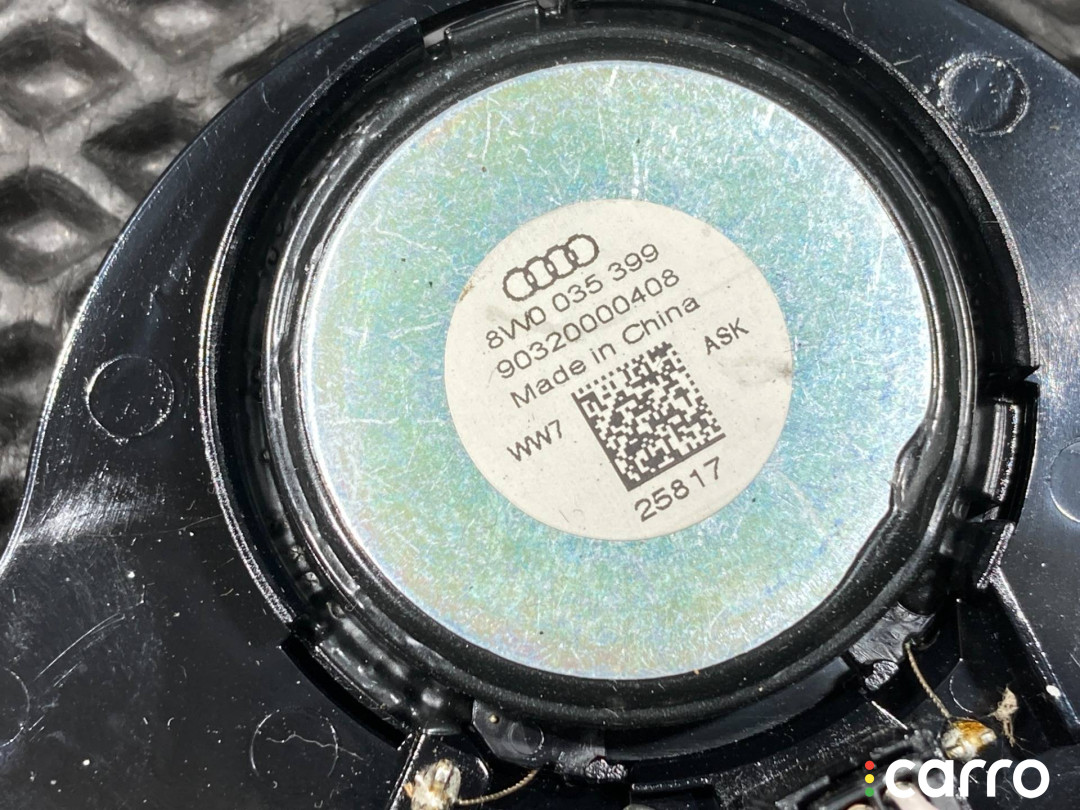 8W0 035 399
90320000408
Made in China
ASK
WW7
25817
carro